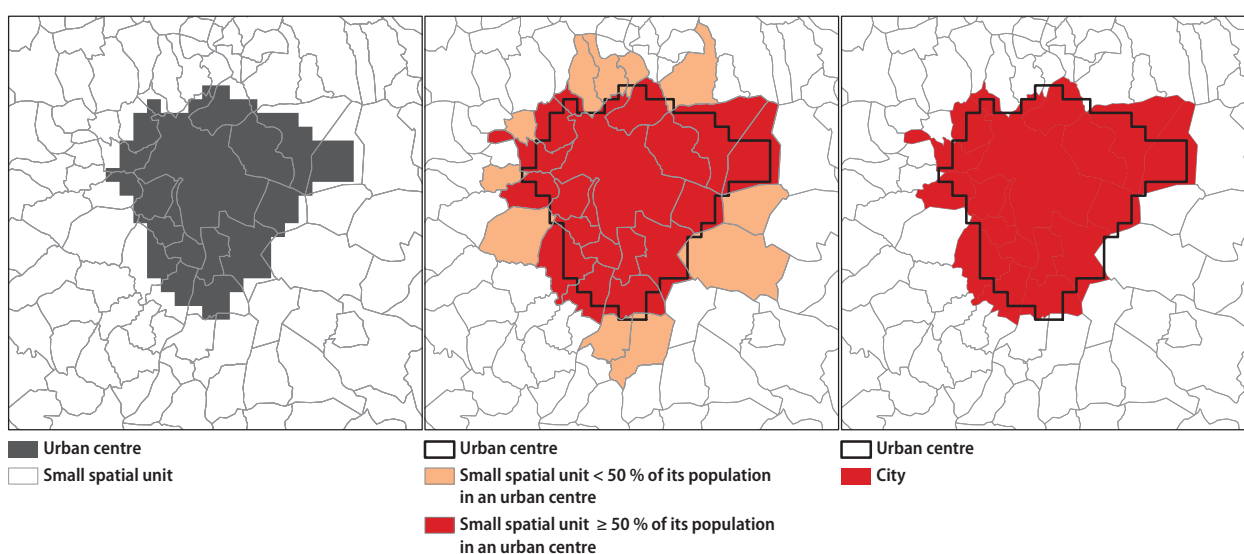 Urban centre
Small spatial unit
Urban centre
Small spatial unit < 50 % of its population
in an urban centre
Small spatial unit ≥ 50 % of its population
in an urban centre
Urban centre
City